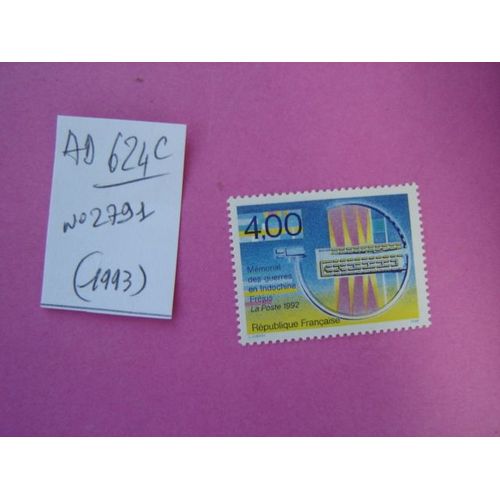 AD 624C
N° 2791
(1993)
4,00
Mémorial
des guerres
en Indochine
Fréjus
La Poste 1992
République Française